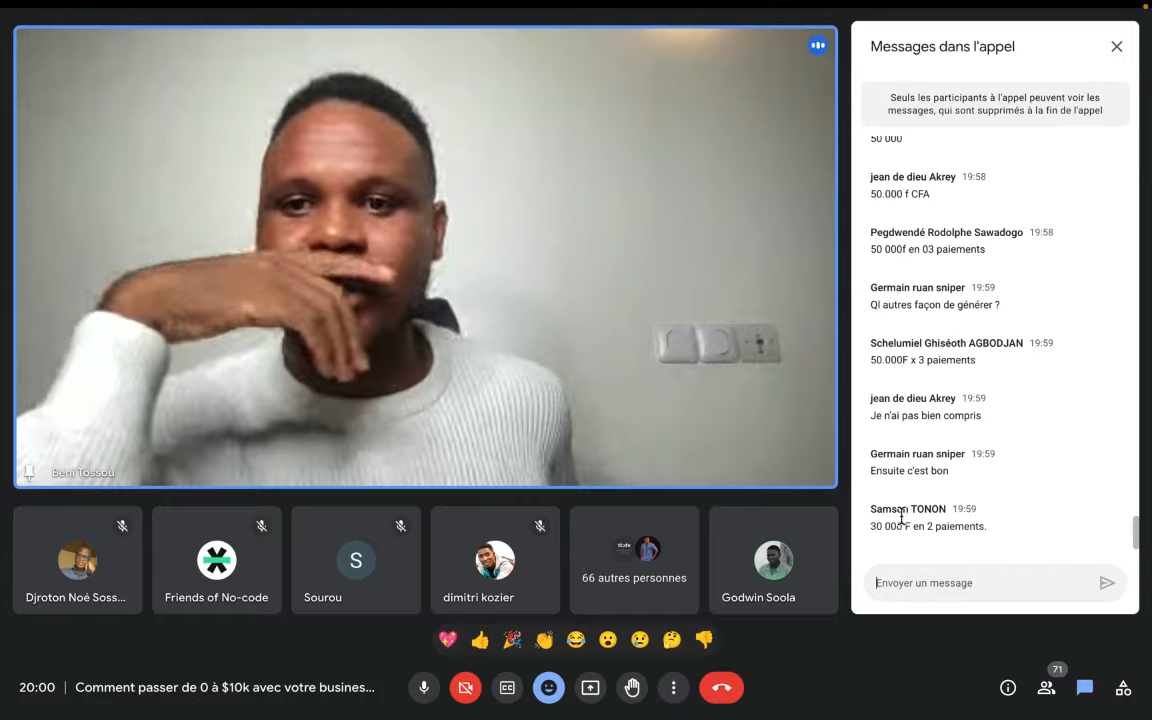 Messages dans l'appel
Seuls les participants à l'appel peuvent voir les
messages, qui sont supprimés à la fin de l'appel
50 000
jean de dieu Akrey 19:58
50.000 f CFA
Pegdwendé Rodolphe Sawadogo 19:58
50 000f en 03 paiements
Germain ruan sniper 19:59
Ql autres façon de générer ?
Schelumiel Ghiséoth AGBODJAN 19:59
50.000F x 3 paiements
jean de dieu Akrey 19:59
Je n'ai pas bien compris
Germain ruan sniper 19:59
Ensuite c'est bon
Samson TONON 19:59
30 000 F en 2 paiements.
Envoyer un message
Beni Tossou
Djroton Noé Soss...
Friends of No-code
S
Sourou
dimitri kozier
66 autres personnes
Godwin Soola
20:00 | Comment passer de 0 à $10k avec votre busines...
71